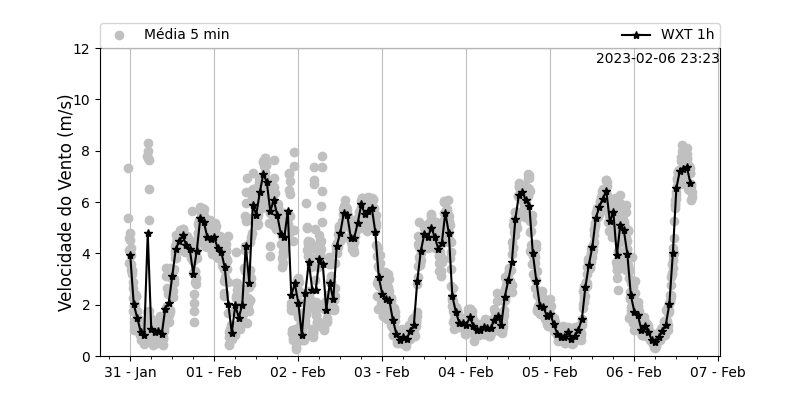 Média 5 min
WXT 1h
2023-02-06 23:23
Velocidade do Vento (m/s)
12
10
8
6
4
2
0
31 - Jan 01 - Feb 02 - Feb 03 - Feb 04 - Feb 05 - Feb 06 - Feb 07 - Feb